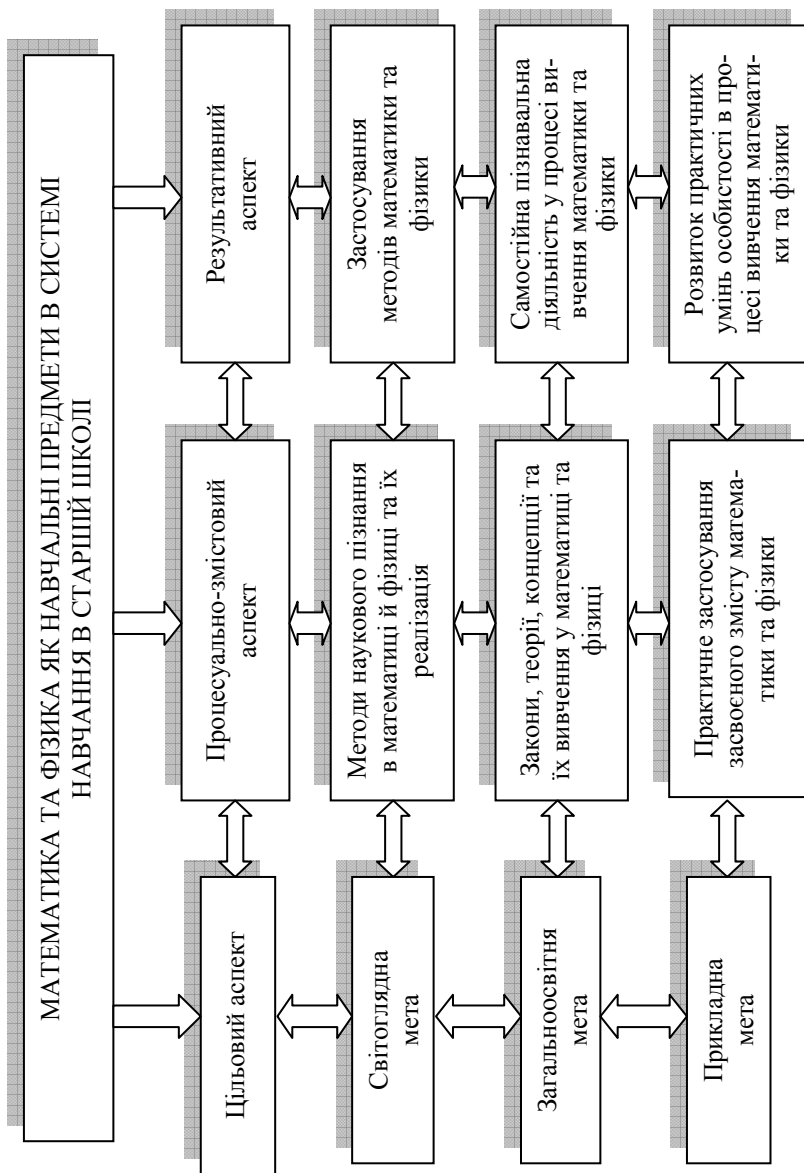 МАТЕМАТИКА ТА ФІЗИКА ЯК НАВЧАЛЬНІ ПРЕДМЕТИ В СИСТЕМІ
НАВЧАННЯ В СТАРШІЙ ШКОЛІ
Цільовий аспект
Процесуально-змістовий
аспект
Результативний
аспект
Світоглядна
мета
Методи наукового пізнання
в математиці й фізиці та їх
реалізація
Застосування
методів математики та
фізики
Загальноосвітня
мета
Закони, теорії, концепції та
їх вивчення у математиці та
фізиці
Самостійна пізнавальна
діяльність у процесі ви-
вчення математики та
фізики
Прикладна
мета
Практичне застосування
засвоєного змісту матема-
тики та фізики
Розвиток практичних
умінь особистості в про-
цесі вивчення математи-
ки та фізики